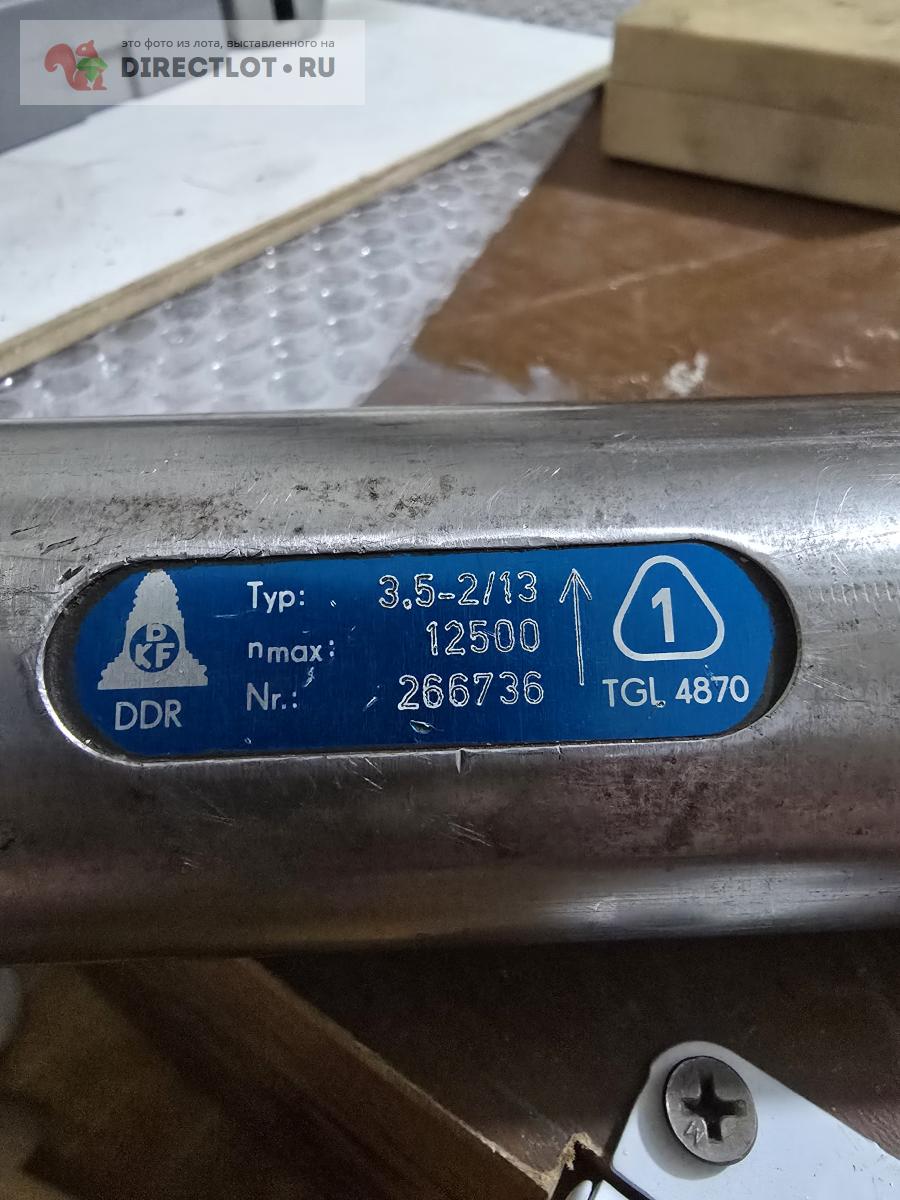 это фото из лота, выставленного на
DIRECTLOT.RU
D
KF
DDR
Typ: 3.5-2/13
nmax: 12500
Nr.: 266736
1
TGL 4870